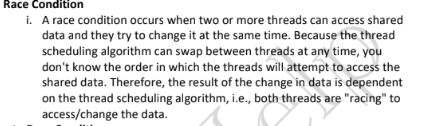 Race Condition
i. A race condition occurs when two or more threads can access shared
data and they try to change it at the same time. Because the thread
scheduling algorithm can swap between threads at any time, you
don't know the order in which the threads will attempt to access the
shared data. Therefore, the result of the change in data is dependent
on the thread scheduling algorithm, i.e., both threads are "racing" to
access/change the data.